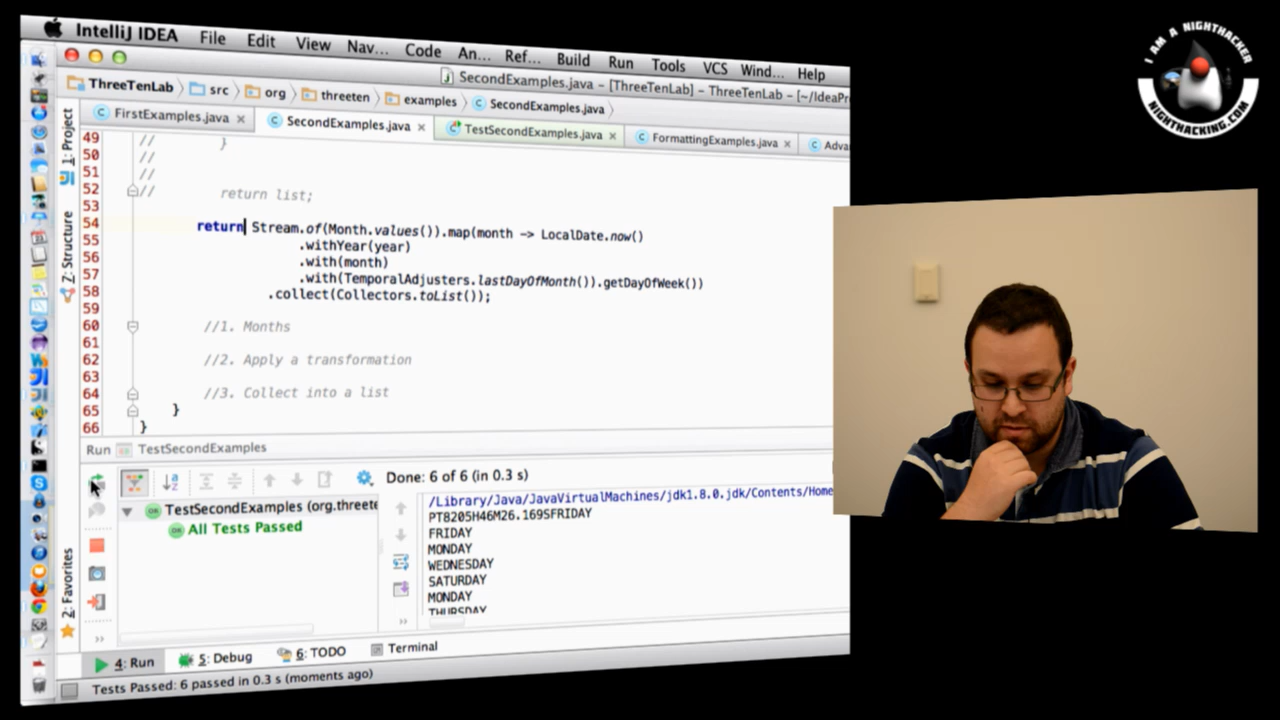 IntelliJ IDEA File Edit View Nav... Code An... Ref... Build Run Tools VCS Wind... Help
SecondExamples.java - [ThreeTenLab] - ThreeTenLab - [~/IdeaPr
ThreeTenLab src org threeten examples SecondExamples.java
FirstExamples.java SecondExamples.java TestSecondExamples.java FormattingExamples.java Adva
1: Project
7: Structure
2: Favorites
49 // }
50 //
51 //
52 // return list;
53
54 return Stream.of(Month.values()).map(month -> LocalDate.now()
55 .withYear(year)
56 .with(month)
57 .with(TemporalAdjusters.lastDayOfMonth()).getDayOfWeek())
58 .collect(Collectors.toList());
59
60 //1. Months
61
62 //2. Apply a transformation
63
64 //3. Collect into a list
65 }
66 }
Run TestSecondExamples
Done: 6 of 6 (in 0.3 s)
TestSecondExamples (org.threete
All Tests Passed
/Library/Java/JavaVirtualMachines/jdk1.8.0.jdk/Contents/Home
PT8205H46M26.169SFRIDAY
FRIDAY
MONDAY
WEDNESDAY
SATURDAY
MONDAY
THURSDAY
4: Run 5: Debug 6: TODO Terminal
Tests Passed: 6 passed in 0.3 s (moments ago)
I AM A NIGHTHACKER
NIGHTHACKING.COM